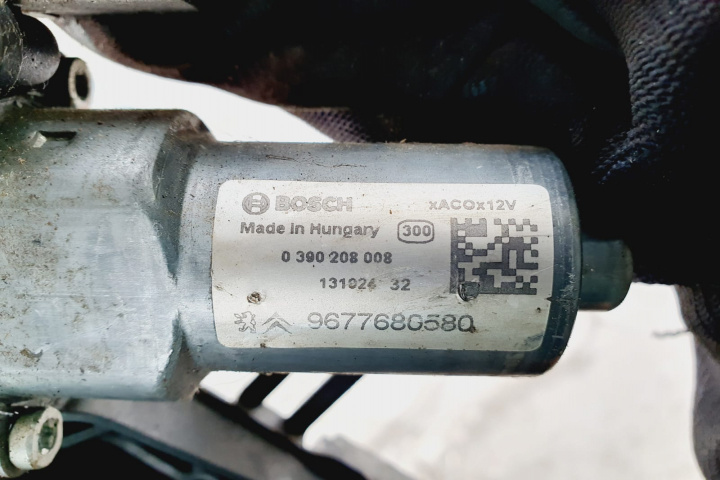 BOSCH xACOx12V
Made in Hungary 300
0 390 208 008
131024 32
9677680580